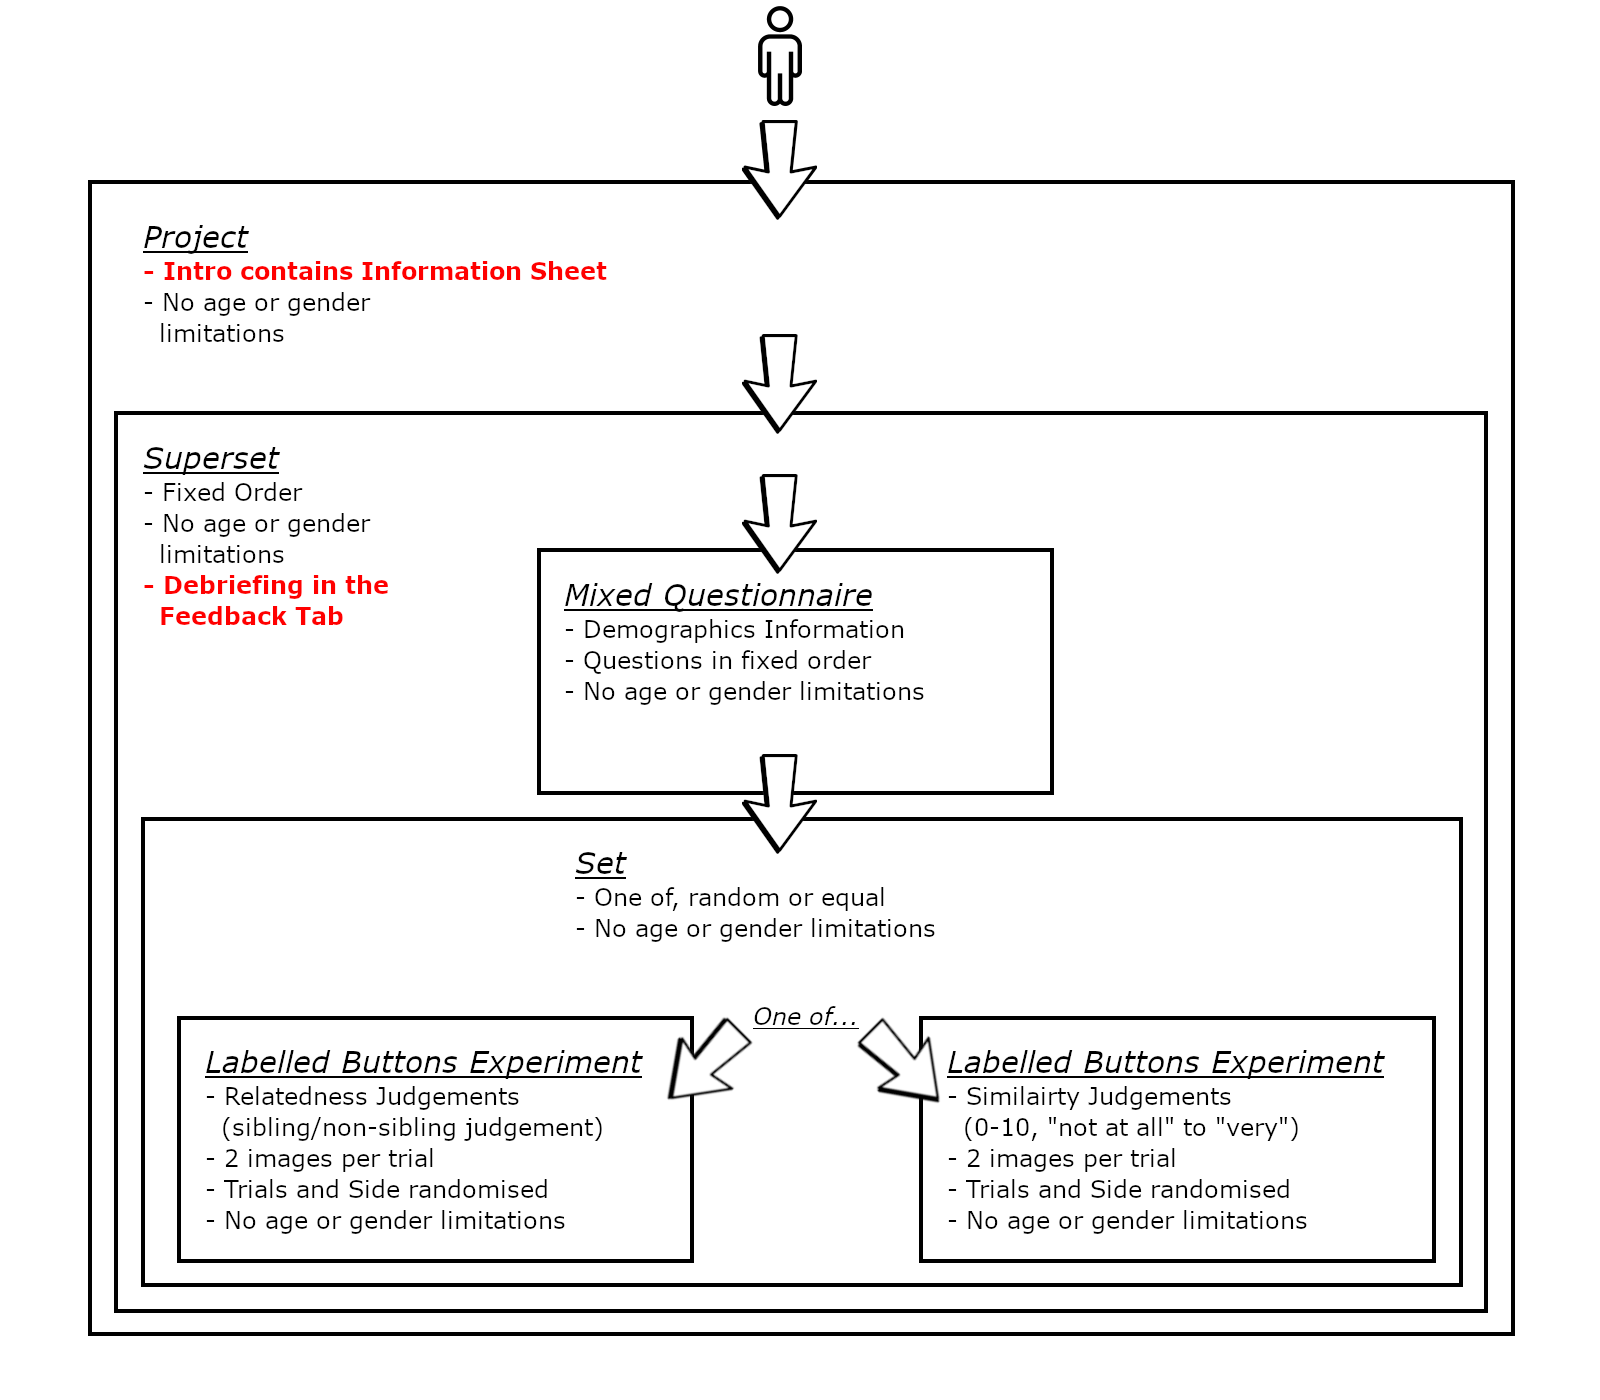 Project
- Intro contains Information Sheet
- No age or gender
limitations
Superset
- Fixed Order
- No age or gender
limitations
- Debriefing in the
Feedback Tab
Mixed Questionnaire
- Demographics Information
- Questions in fixed order
- No age or gender limitations
Set
- One of, random or equal
- No age or gender limitations
One of...
Labelled Buttons Experiment
- Relatedness Judgements
(sibling/non-sibling judgement)
- 2 images per trial
- Trials and Side randomised
- No age or gender limitations
Labelled Buttons Experiment
- Similairty Judgements
(0-10, "not at all" to "very")
- 2 images per trial
- Trials and Side randomised
- No age or gender limitations